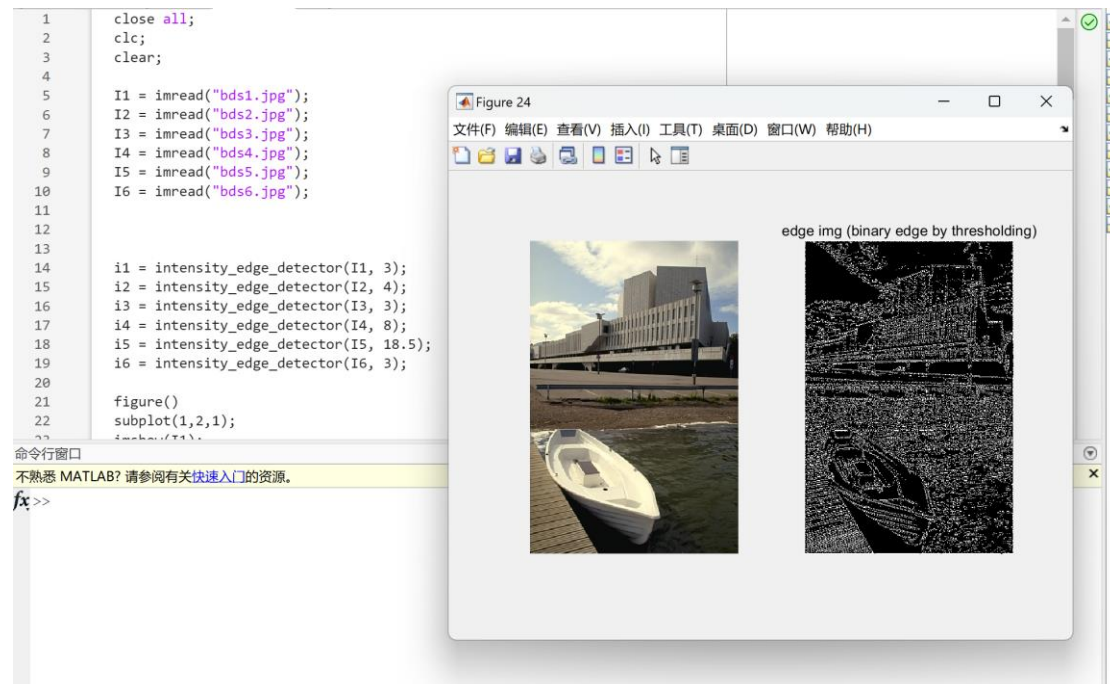 1 close all;
2 clc;
3 clear;
4
5 I1 = imread("bds1.jpg");
6 I2 = imread("bds2.jpg");
7 I3 = imread("bds3.jpg");
8 I4 = imread("bds4.jpg");
9 I5 = imread("bds5.jpg");
10 I6 = imread("bds6.jpg");
11
12
13
14 i1 = intensity_edge_detector(I1, 3);
15 i2 = intensity_edge_detector(I2, 4);
16 i3 = intensity_edge_detector(I3, 3);
17 i4 = intensity_edge_detector(I4, 8);
18 i5 = intensity_edge_detector(I5, 18.5);
19 i6 = intensity_edge_detector(I6, 3);
20
21 figure()
22 subplot(1,2,1);
Figure 24
文件(F) 编辑(E) 查看(V) 插入(I) 工具(T) 桌面(D) 窗口(W) 帮助(H)
edge img (binary edge by thresholding)
命令行窗口
不熟悉 MATLAB? 请参阅有关快速入门的资源。
fx >>